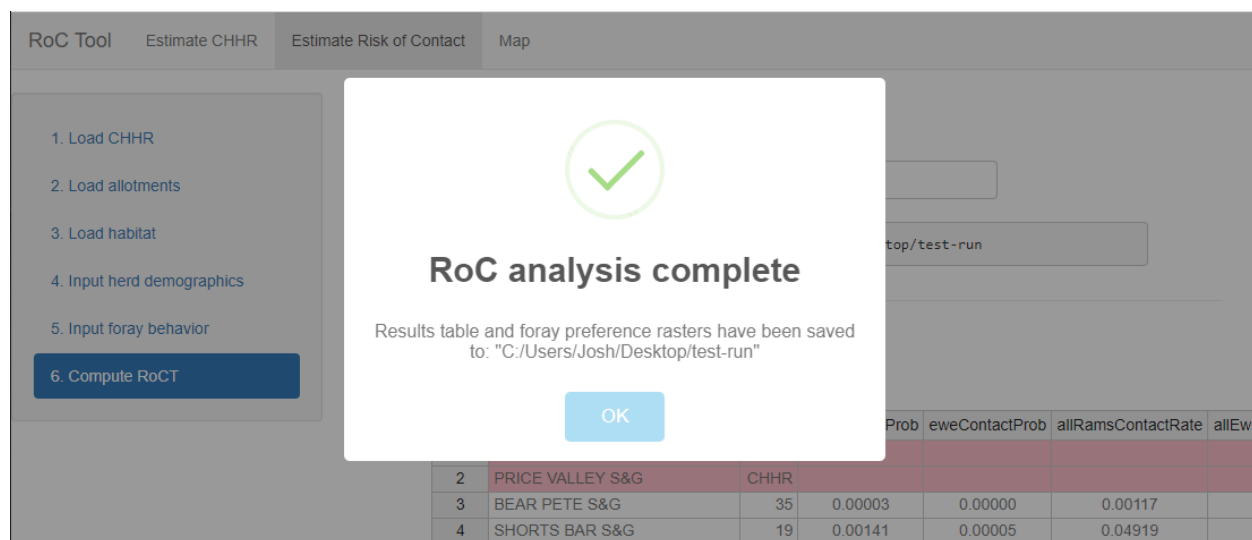 RoC Tool Estimate CHHR Estimate Risk of Contact Map
1. Load CHHR
2. Load allotments
3. Load habitat
4. Input herd demographics
5. Input foray behavior
6. Compute RoCT
top/test-run
RoC analysis complete
Results table and foray preference rasters have been saved
to: "C:/Users/Josh/Desktop/test-run"
OK
Prob eweContactProb allRamsContactRate allEw
2 PRICE VALLEY S&G CHHR
3 BEAR PETE S&G 35 0.00003 0.00000 0.00117
4 SHORTS BAR S&G 19 0.00141 0.00005 0.04919